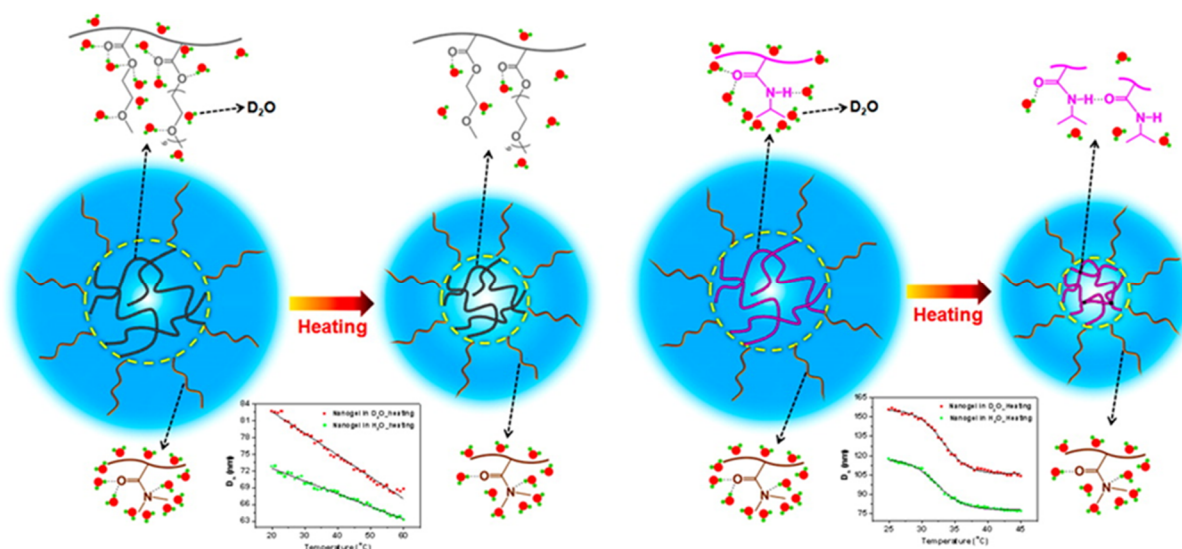 O
O
O
O
O
O
D₂O
O
O
O
O
O
O
O
N-H
D₂O
O
N-H
O
N-H
Heating
Heating
84
81
78
75
72
69
66
63
Dₕ (nm)
Nanogel in D₂O_heating
Nanogel in H₂O_heating
20 30 40 50 60
Temperature (°C)
165
150
135
120
105
90
75
Dₕ (nm)
Nanogel in D₂O_Heating
Nanogel in H₂O_Heating
25 30 35 40 45
Temperature (°C)
O
N
O
N
O
N
O
N